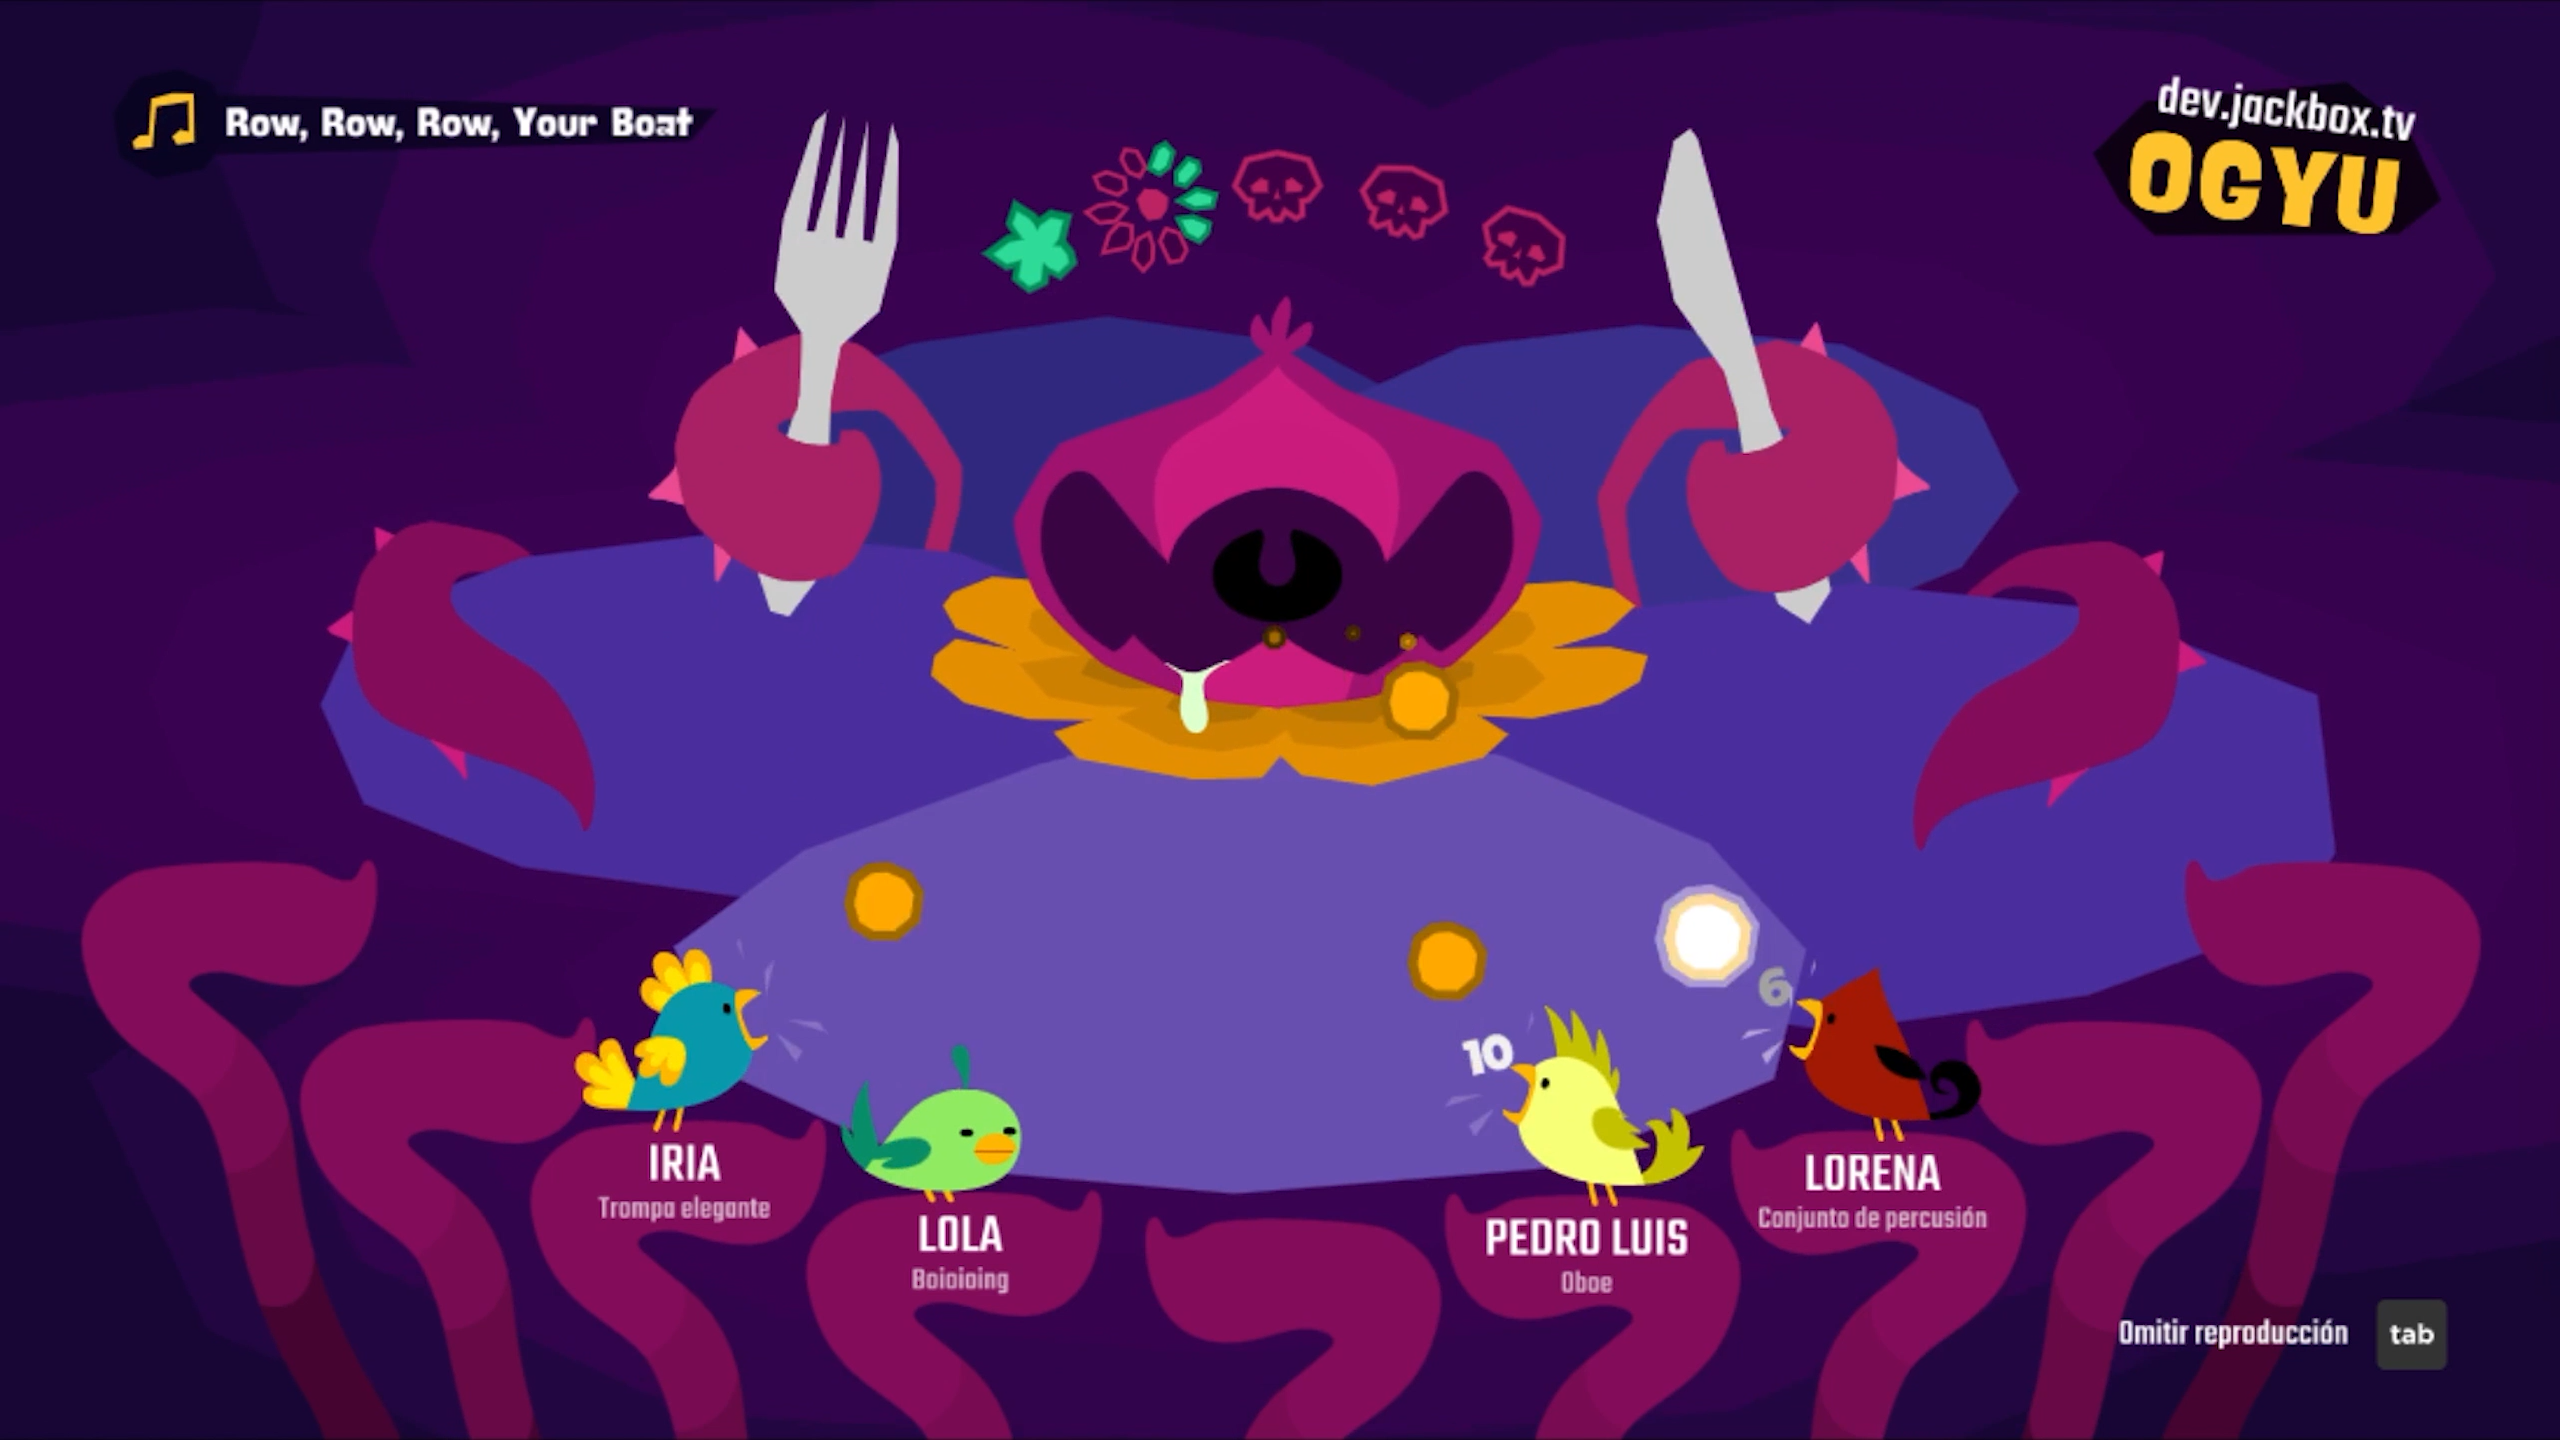 Row, Row, Row, Your Boat
dev.jackbox.tv
OGYU
6
10
IRIA
Trompa elegante
LOLA
Boioioing
PEDRO LUIS
Oboe
LORENA
Conjunto de percusión
Omitir reproducción
tab